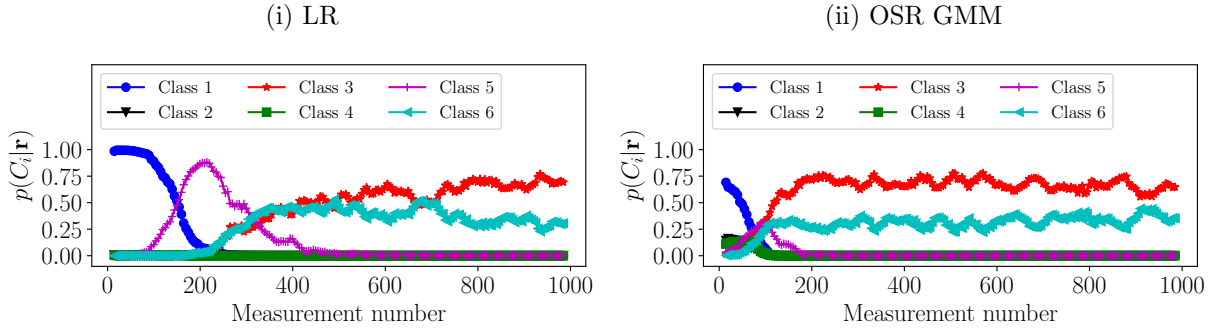 (i) LR
Class 1 Class 3 Class 5
Class 2 Class 4 Class 6
p(C_i|r)
1.00
0.75
0.50
0.25
0.00
0 200 400 600 800 1000
Measurement number
(ii) OSR GMM
Class 1 Class 3 Class 5
Class 2 Class 4 Class 6
p(C_i|r)
1.00
0.75
0.50
0.25
0.00
0 200 400 600 800 1000
Measurement number